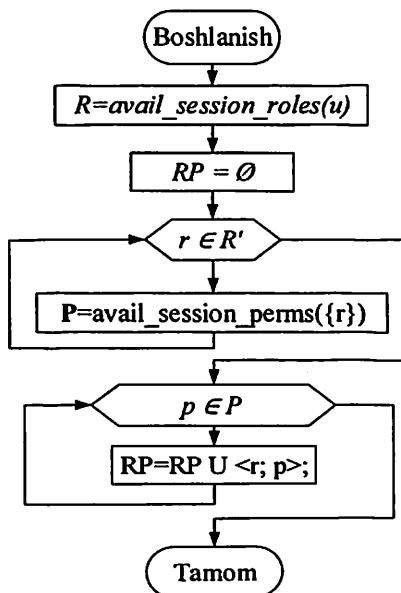 Boshlanish
R=avail_session_roles(u)
RP = Ø
r ∈ R'
P=avail_session_perms({r})
p ∈ P
RP=RP U <r; p>;
Tamom